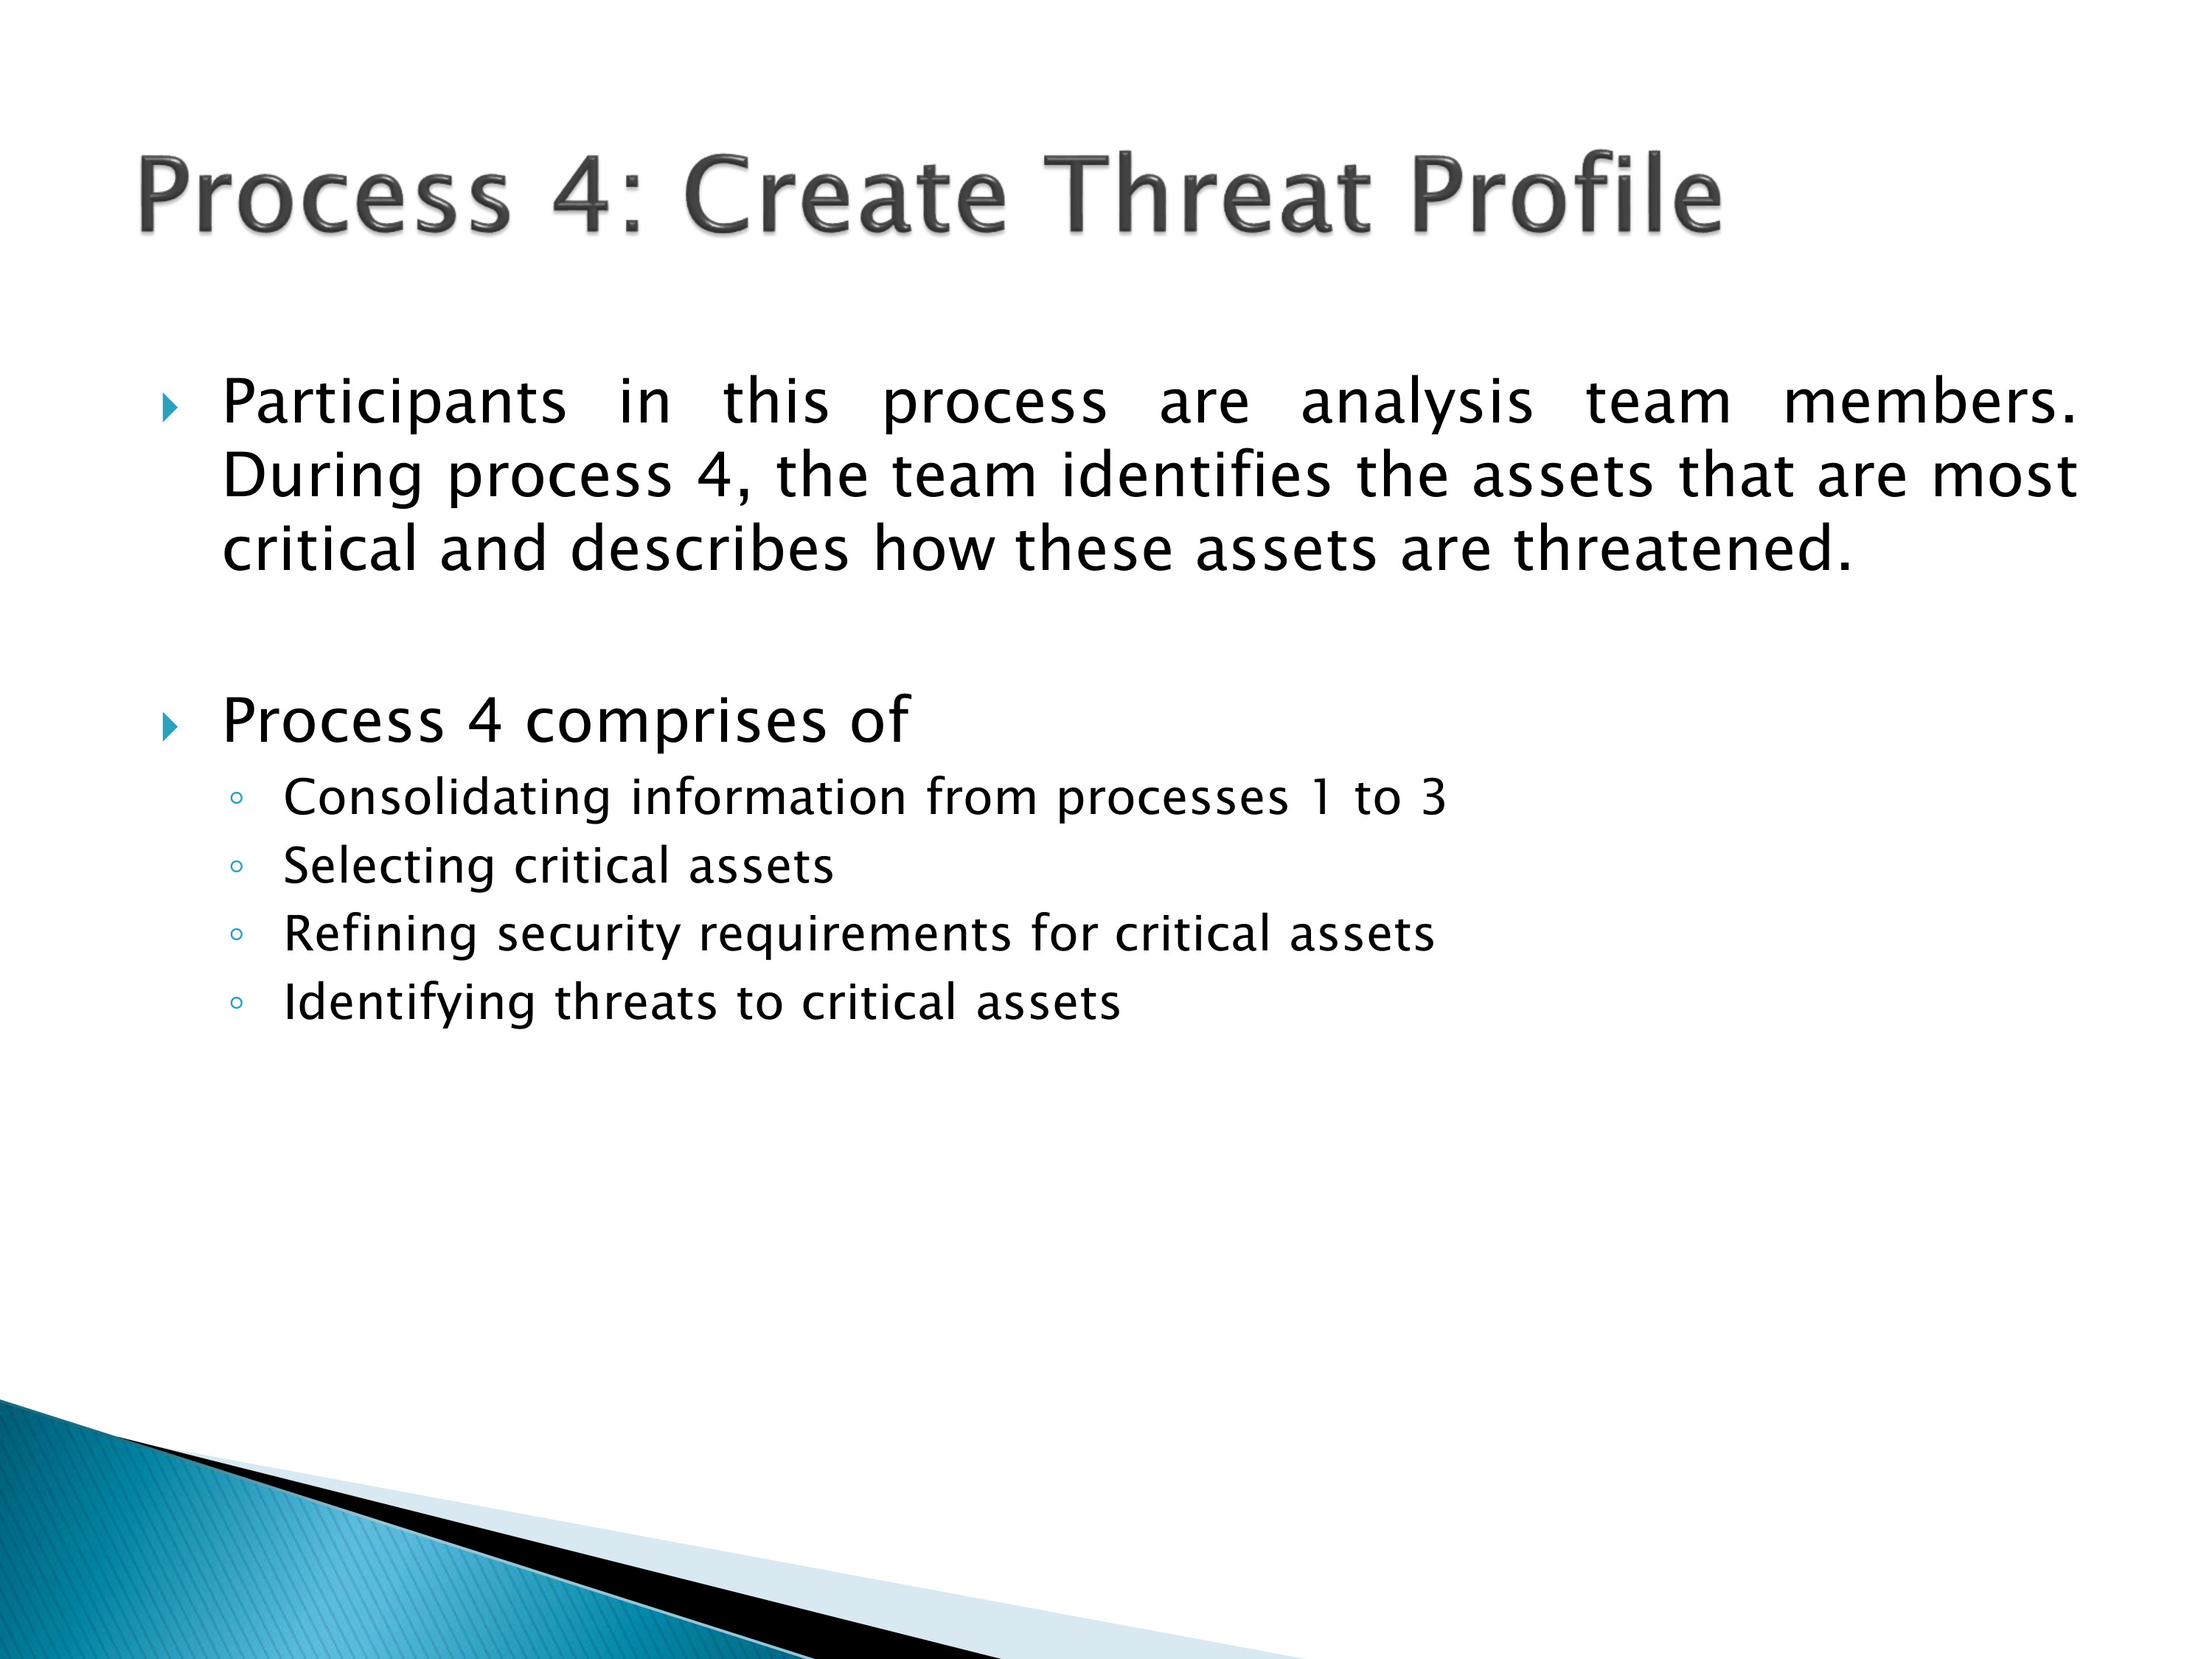 Process 4: Create Threat Profile
Participants in this process are analysis team members.
During process 4, the team identifies the assets that are most
critical and describes how these assets are threatened.
Process 4 comprises of
Consolidating information from processes 1 to 3
Selecting critical assets
Refining security requirements for critical assets
Identifying threats to critical assets